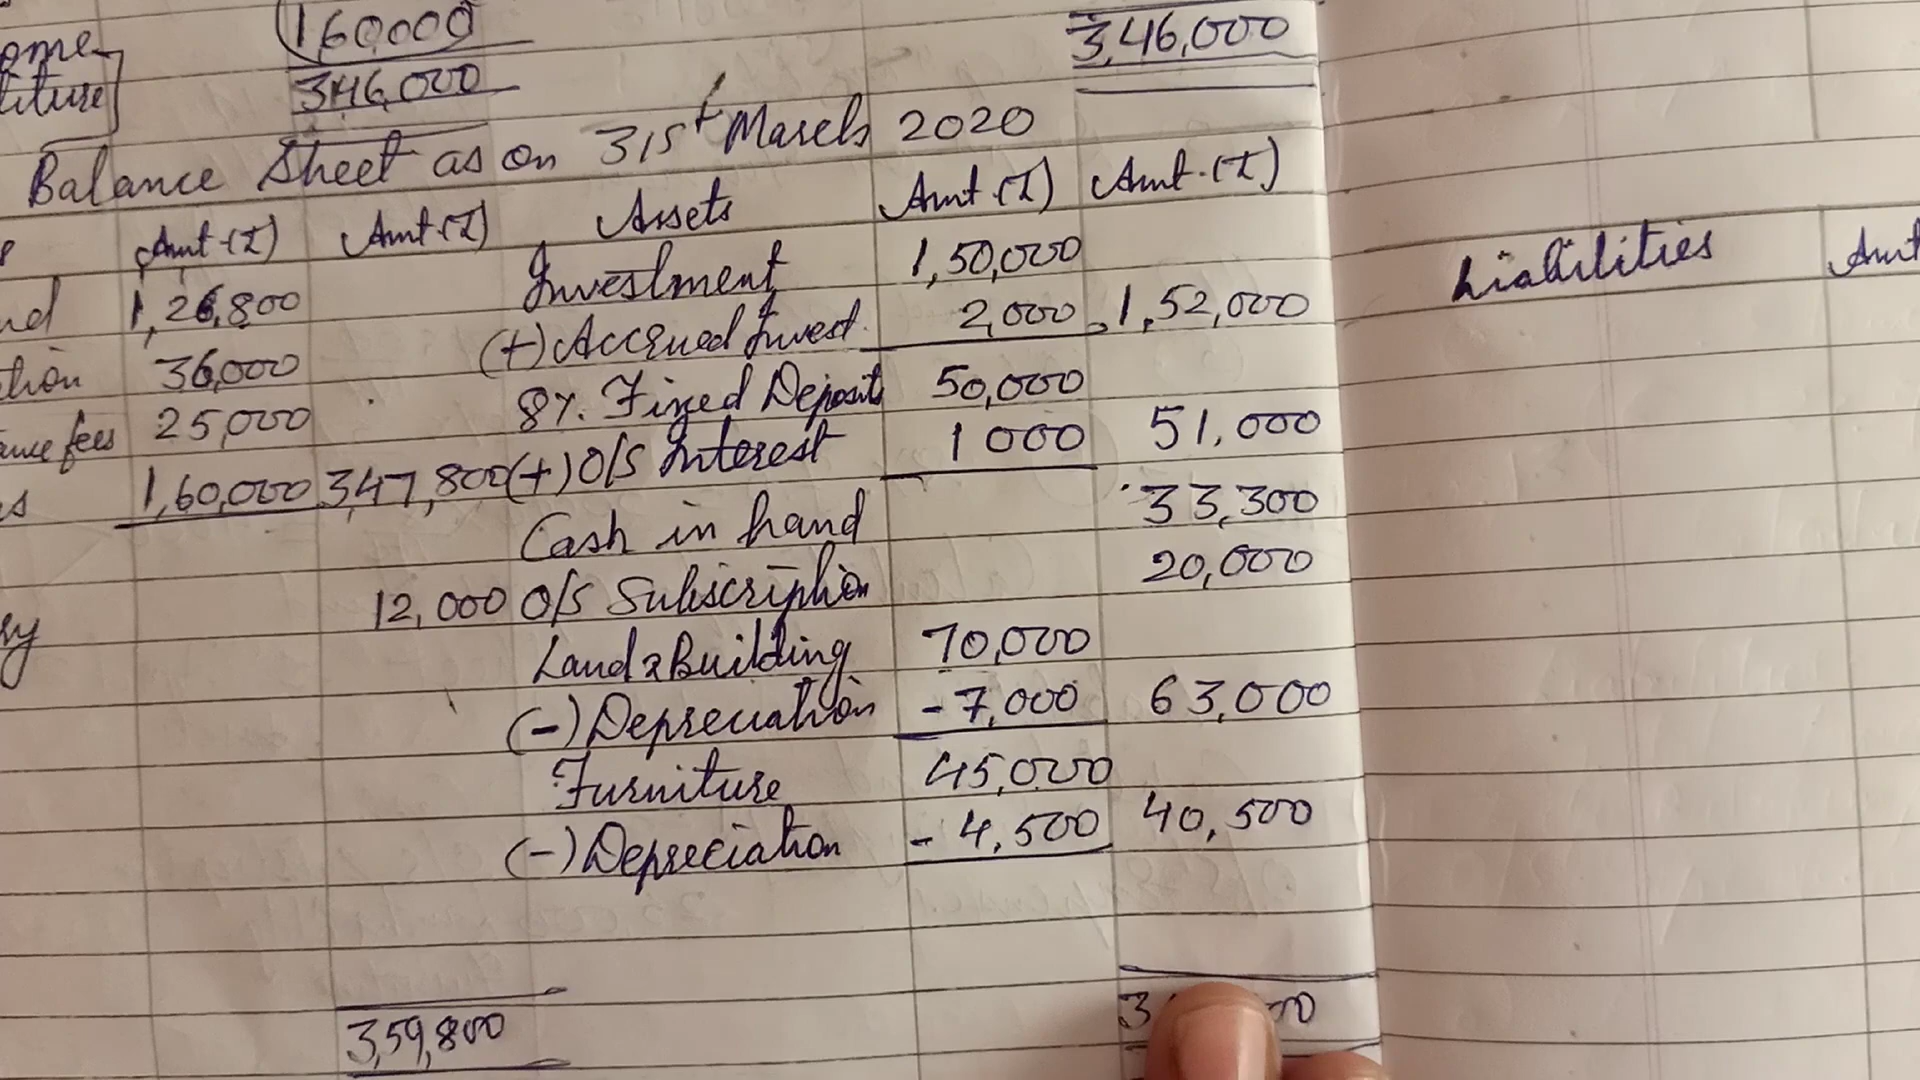 160000 3,46,000
346,000
Balance Sheet as on 31st March 2020
Amt (₹) Amt (₹) Assets Amt (₹) Amt. (₹)
1,26,800 Investment 1,50,000
36,000 (+) Accrued Invest. 2,000 1,52,000
25,000 8%. Fixed Deposit 50,000
1,60,000 347,800 (+) O/S Interest 1 000 51,000
Cash in hand 33,300
12,000 O/S Subscription 20,000
Land & Building 70,000
(-) Depreciation - 7,000 63,000
Furniture 45,000
(-) Depreciation - 4,500 40,500
3,59,800
Liabilities Amt